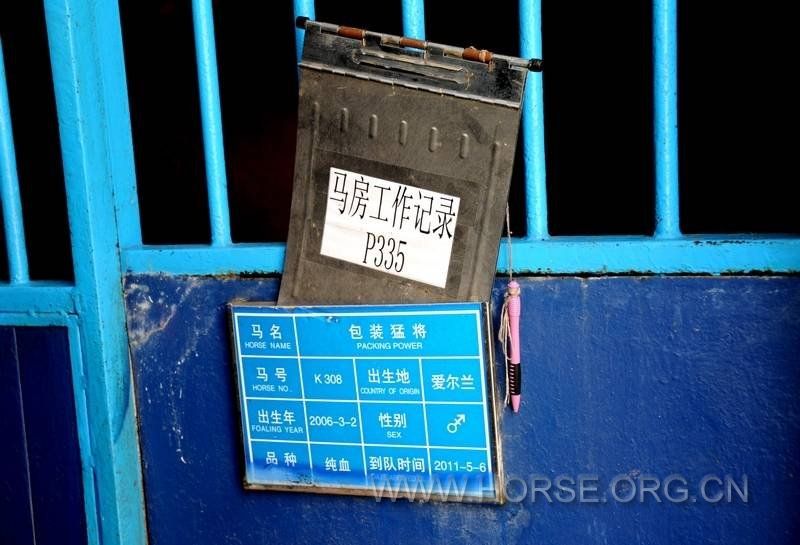 马房工作记录
P335
马名 包装猛将
HORSE NAME PACKING POWER
马号 K 308 出生地 爱尔兰
HORSE NO.. COUNTRY OF ORIGIN
出生年 2006-3-2 性别 ♂
FOALING YEAR SEX
品种 纯血 到队时间 2011-5-6
WWW.HORSE.ORG.CN